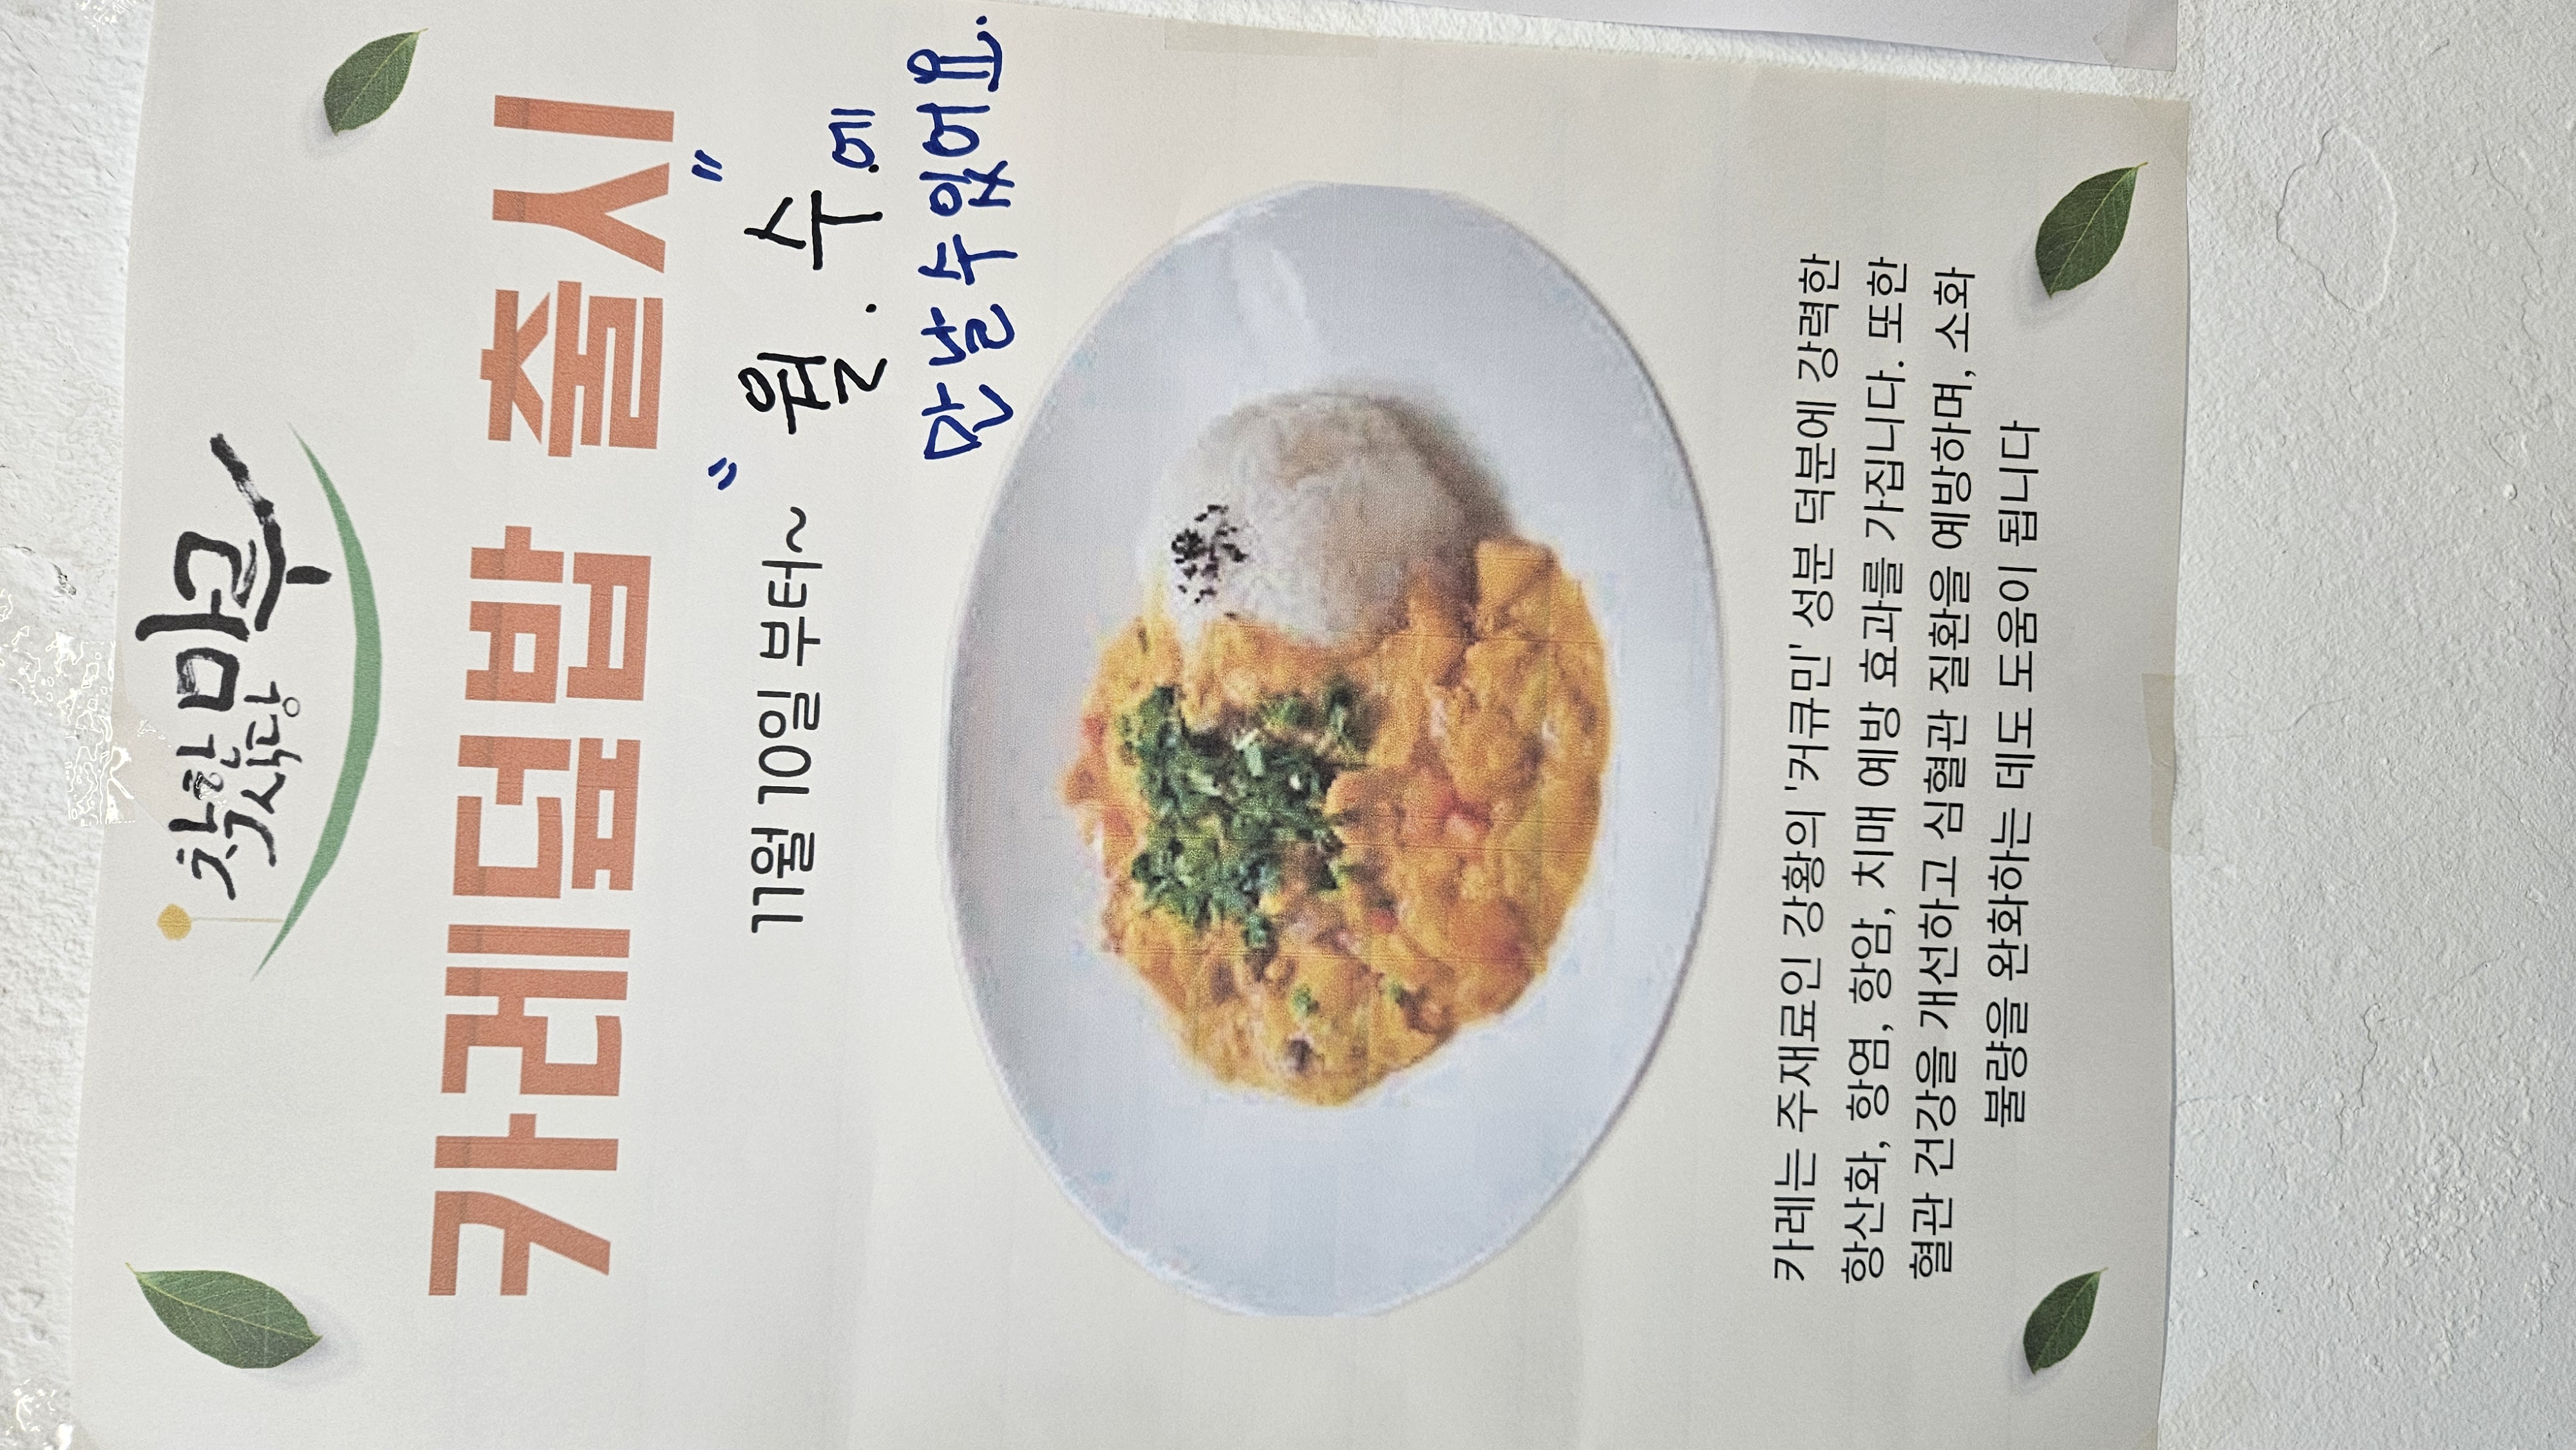 착한 마고
식당
카레덮밥 출시
11월 10일 부터~ " 월. 수. 에 "
만날 수 있어요.
카레는 주재료인 강황의 '커큐민' 성분 덕분에 강력한
항산화, 항염, 항암, 치매 예방 효과를 가집니다. 또한
혈관 건강을 개선하고 심혈관 질환을 예방하며, 소화
불량을 완화하는 데도 도움이 됩니다